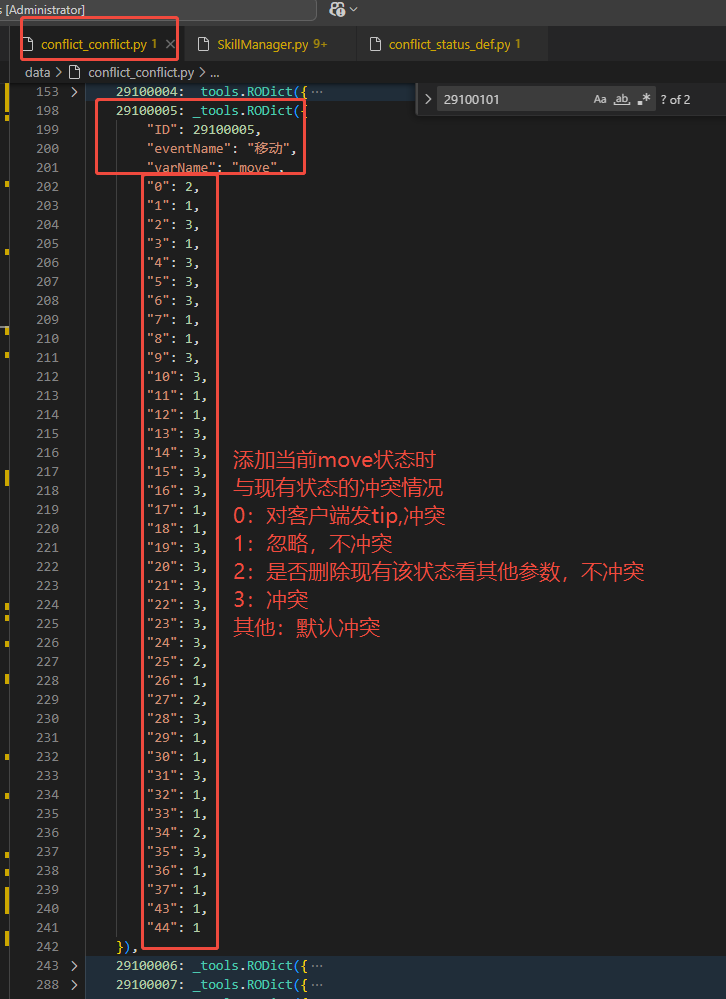 s [Administrator]
conflict_conflict.py 1 × SkillManager.py 9+ conflict_status_def.py 1
data > conflict_conflict.py > ...
29100101 Aa ab .* ? of 2
153 > 29100004: _tools.RODict({ ···
198 29100005: _tools.RODict({
199 "ID": 29100005,
200 "eventName": "移动",
201 "varName": "move",
202 "0": 2,
203 "1": 1,
204 "2": 3,
205 "3": 1,
206 "4": 3,
207 "5": 3,
208 "6": 3,
209 "7": 1,
210 "8": 1,
211 "9": 3,
212 "10": 3,
213 "11": 1,
214 "12": 1,
215 "13": 3,
216 "14": 3,
217 "15": 3,
218 "16": 3,
219 "17": 1,
220 "18": 1,
221 "19": 3,
222 "20": 3,
223 "21": 3,
224 "22": 3,
225 "23": 3,
226 "24": 3,
227 "25": 2,
228 "26": 1,
229 "27": 2,
230 "28": 3,
231 "29": 1,
232 "30": 1,
233 "31": 3,
234 "32": 1,
235 "33": 1,
236 "34": 2,
237 "35": 3,
238 "36": 1,
239 "37": 1,
240 "43": 1,
241 "44": 1
242 }),
243 > 29100006: _tools.RODict({ ···
288 > 29100007: _tools.RODict({ ···
添加当前move状态时
与现有状态的冲突情况
0：对客户端发tip,冲突
1：忽略，不冲突
2：是否删除现有该状态看其他参数，不冲突
3：冲突
其他：默认冲突